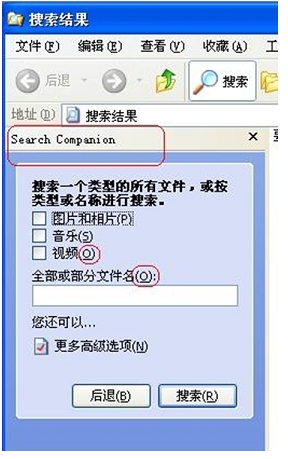 搜索结果
文件(F) 编辑(E) 查看(V) 收藏(A) 工
后退 搜索
地址(D) 搜索结果
Search Companion
搜索一个类型的所有文件，或按
类型或名称进行搜索。
图片和相片(P)
音乐(S)
视频(O)
全部或部分文件名(O):
您还可以...
更多高级选项(N)
后退(B) 搜索(R)